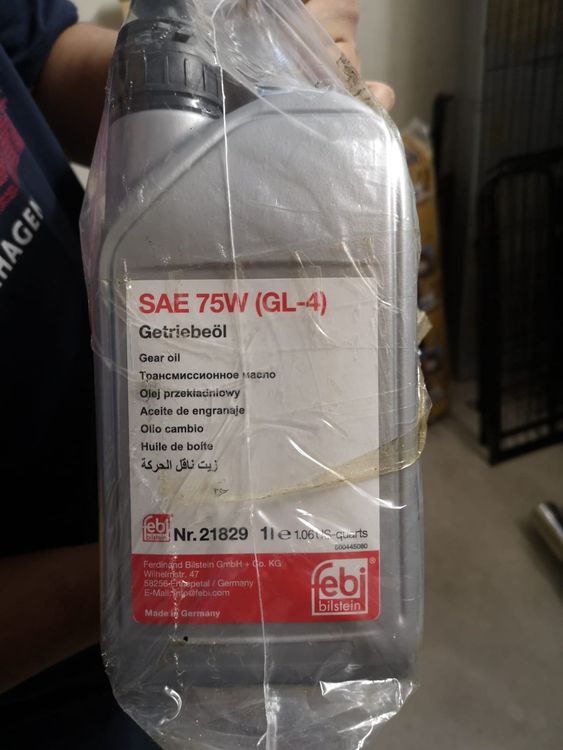 HAGEN
SAE 75W (GL-4)
Getriebeöl
Gear oil
Трансмиссионное масло
Olej przekładniowy
Aceite de engranaje
Olio cambio
Huile de boîte
زيت ناقل الحركة
febi Nr. 21829 1l e 1.06 US-quarts
Ferdinand Bilstein GmbH + Co. KG
Wilhelmstr. 47
58256 Ennepetal / Germany
E-Mail: info@febi.com
Made in Germany
febi®
bilstein